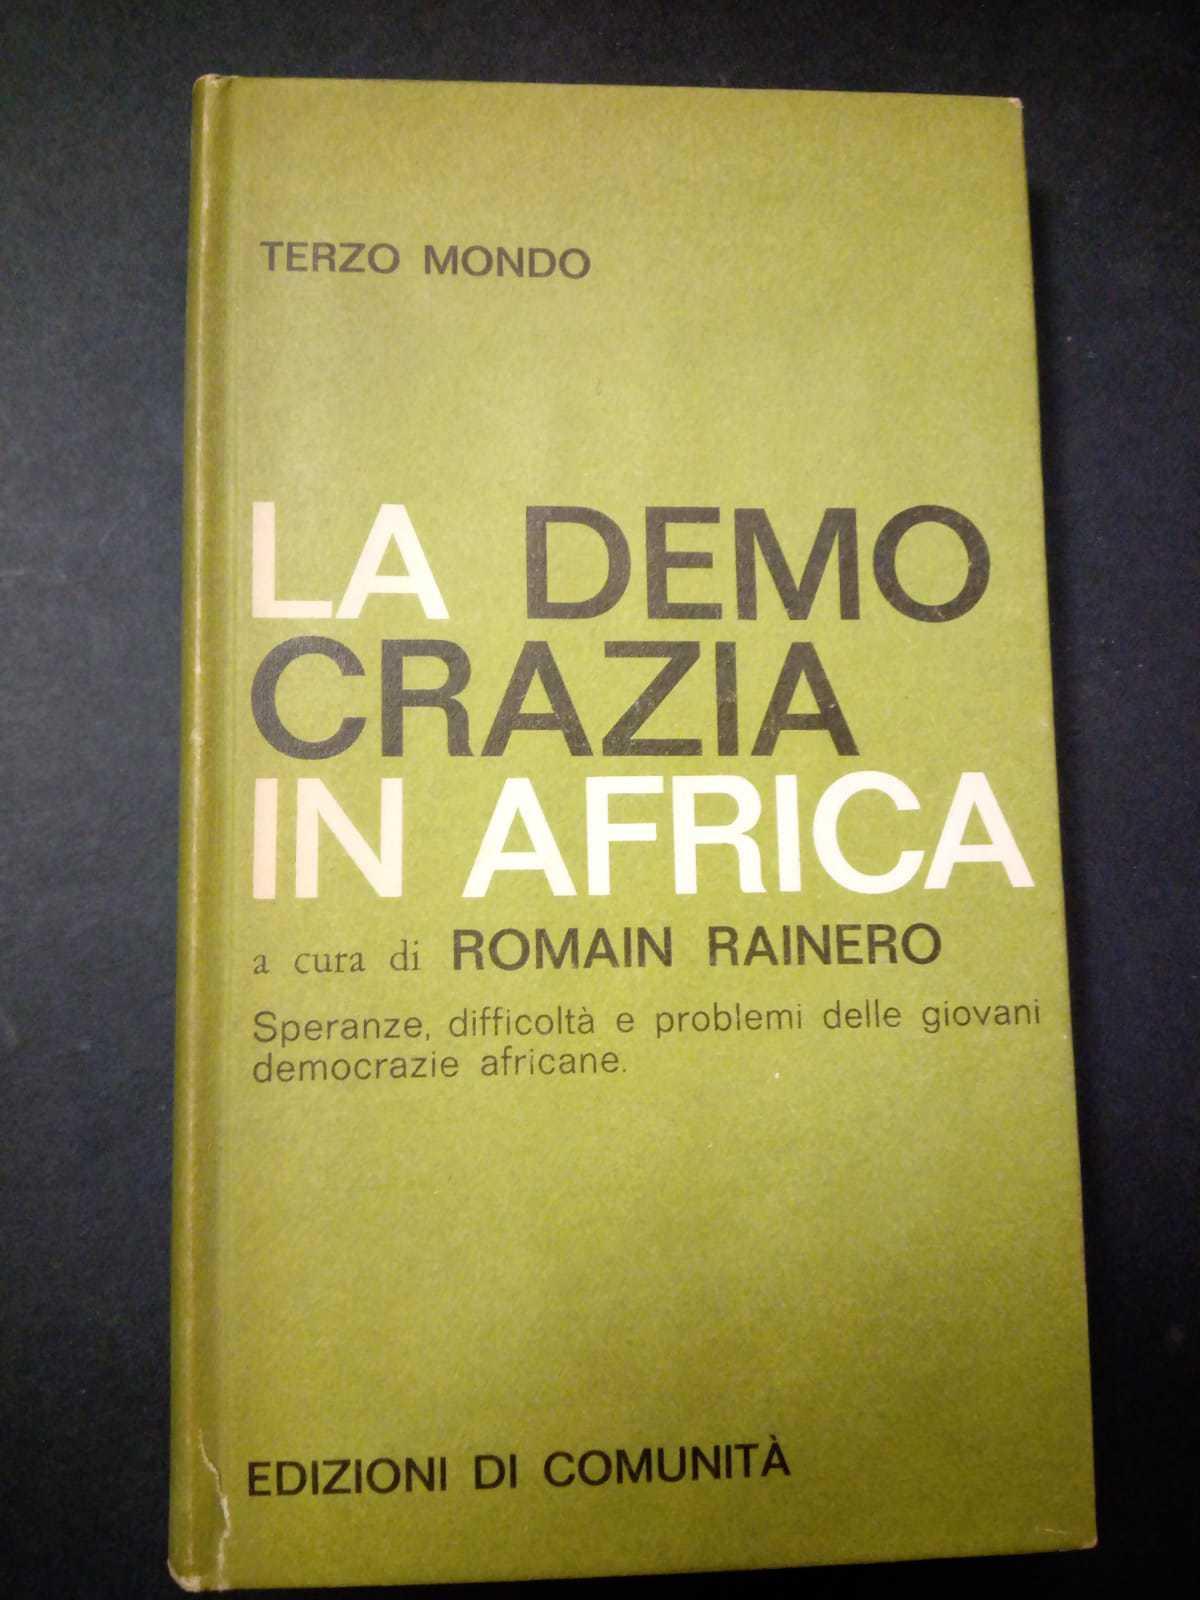 TERZO MONDO
LA DEMO
CRAZIA
IN AFRICA
a cura di ROMAIN RAINERO
Speranze, difficoltà e problemi delle giovani
democrazie africane.
EDIZIONI DI COMUNITÀ